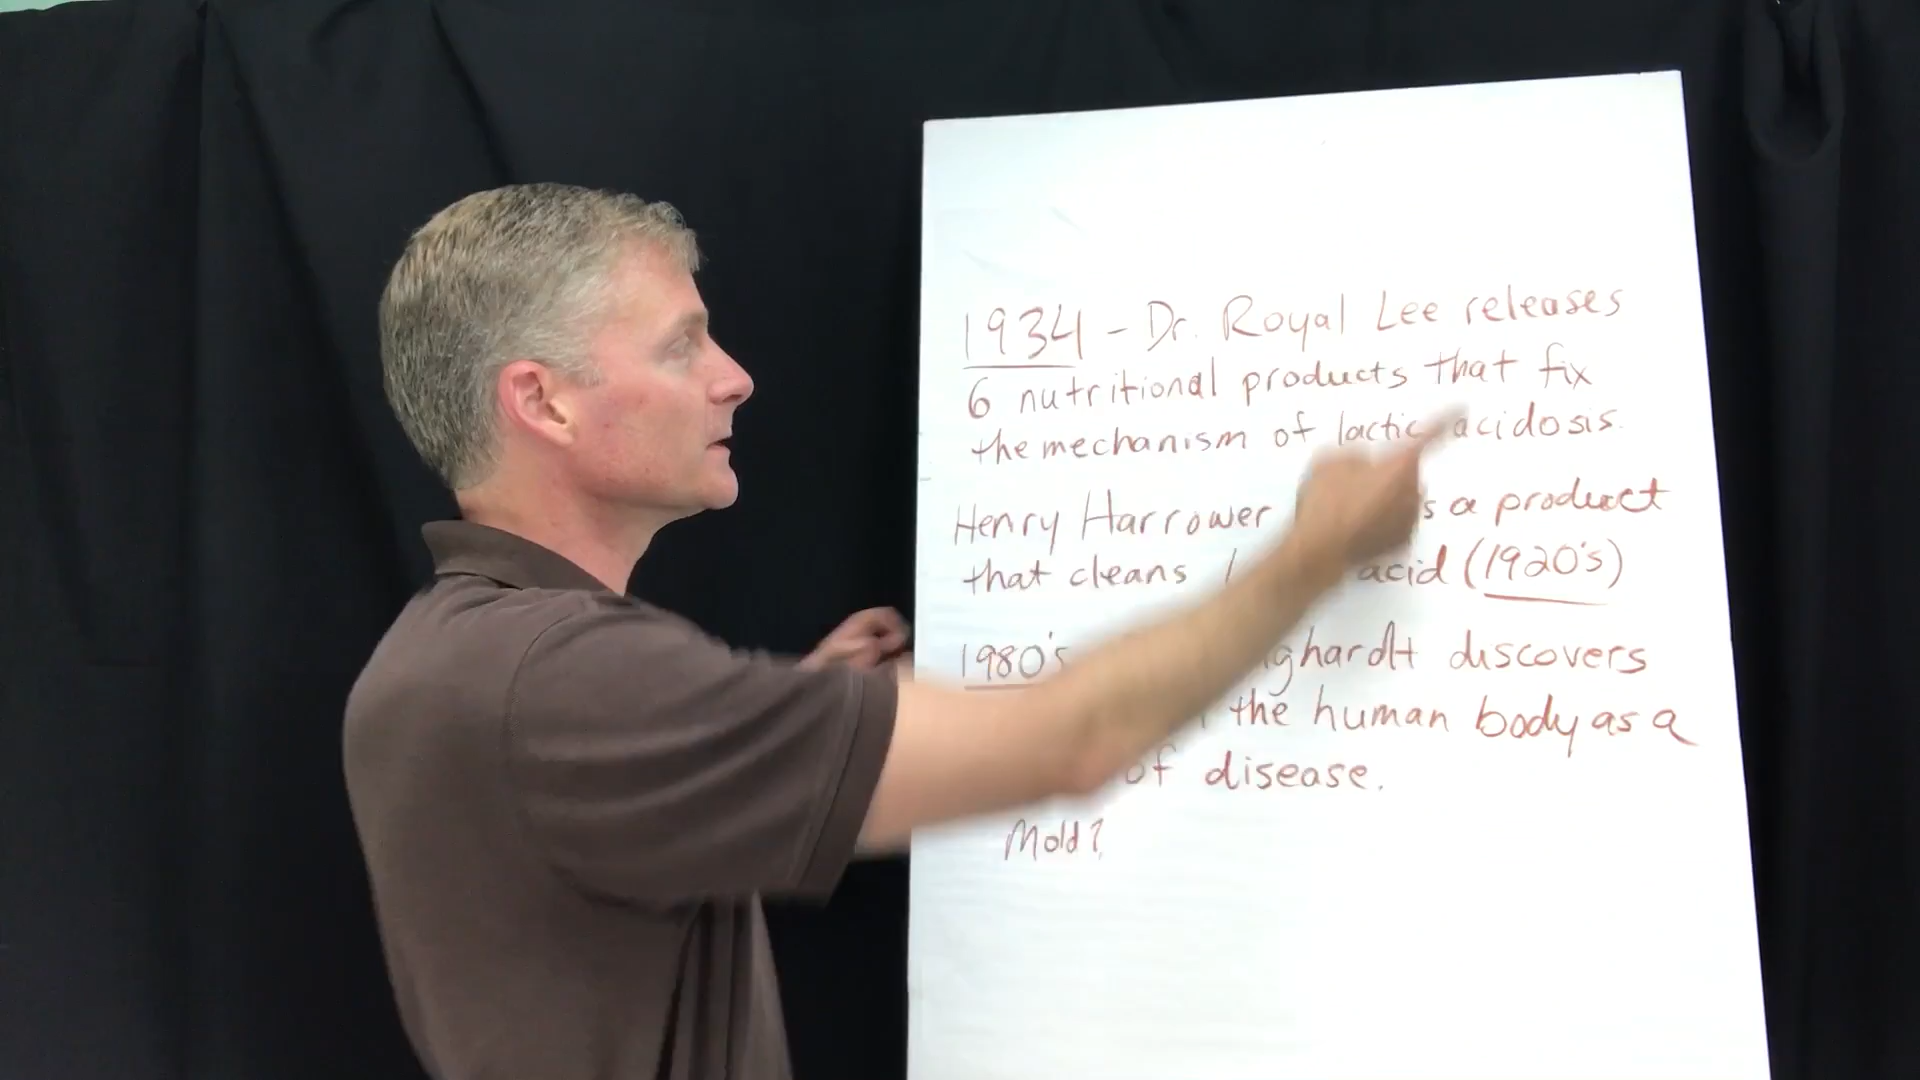 1934 - Dr. Royal Lee releases
6 nutritional products that fix
the mechanism of lactic acidosis.
Henry Harrower a product
that cleans acid (1920's)
1980's discovers
the human body as a
of disease.
Mold?